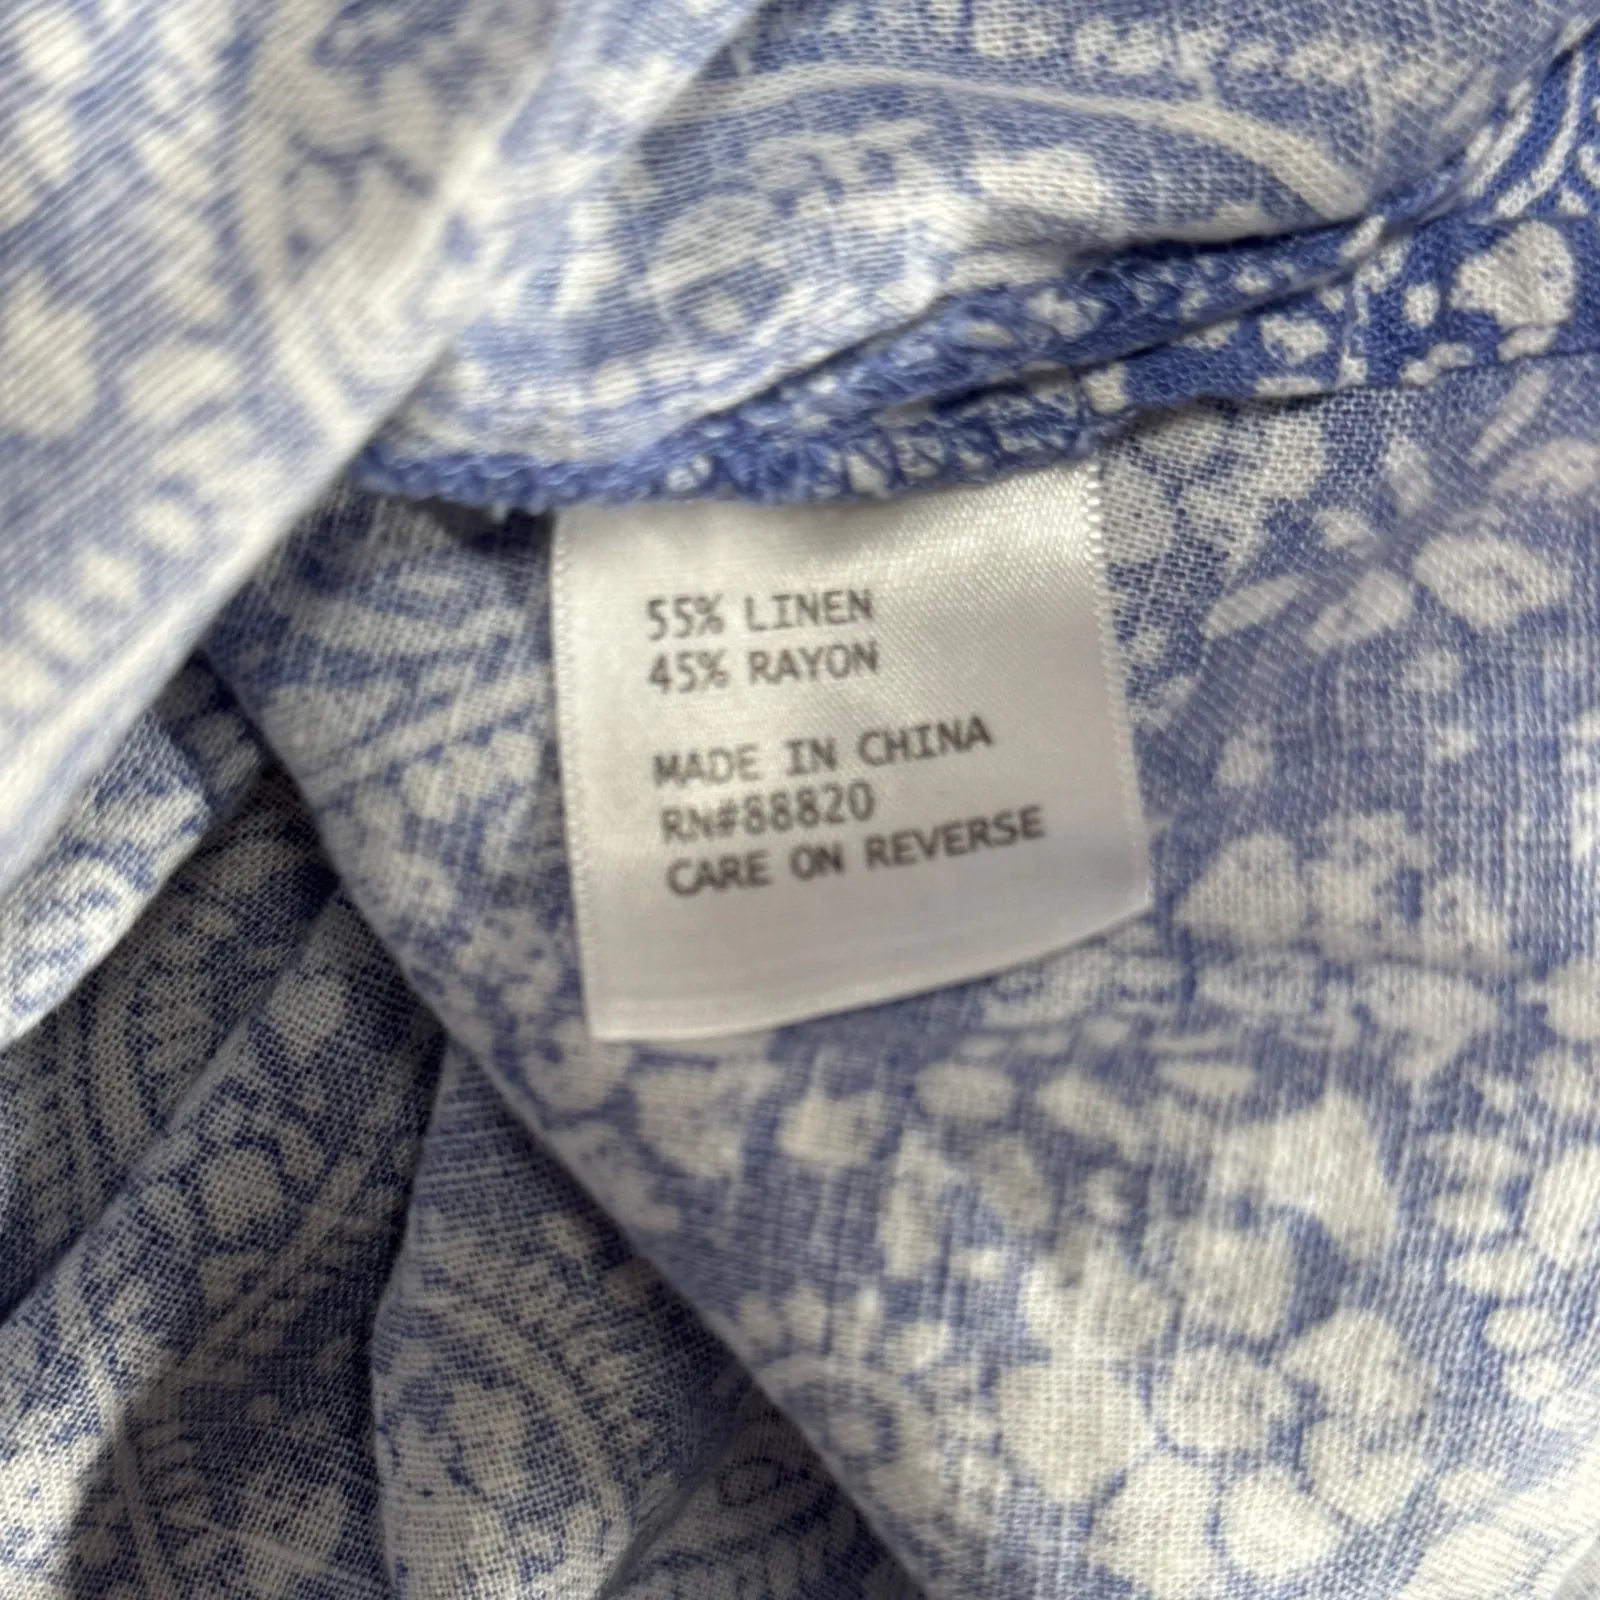 55% LINEN
45% RAYON
MADE IN CHINA
RN#88820
CARE ON REVERSE